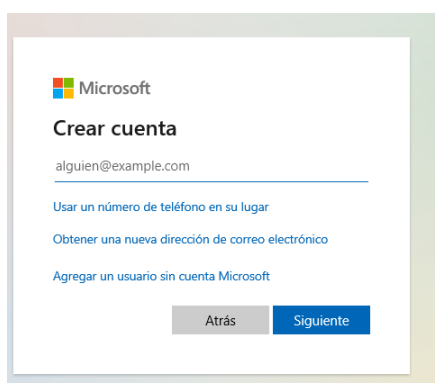 Microsoft
Crear cuenta
alguien@example.com
Usar un número de teléfono en su lugar
Obtener una nueva dirección de correo electrónico
Agregar un usuario sin cuenta Microsoft
Atrás Siguiente